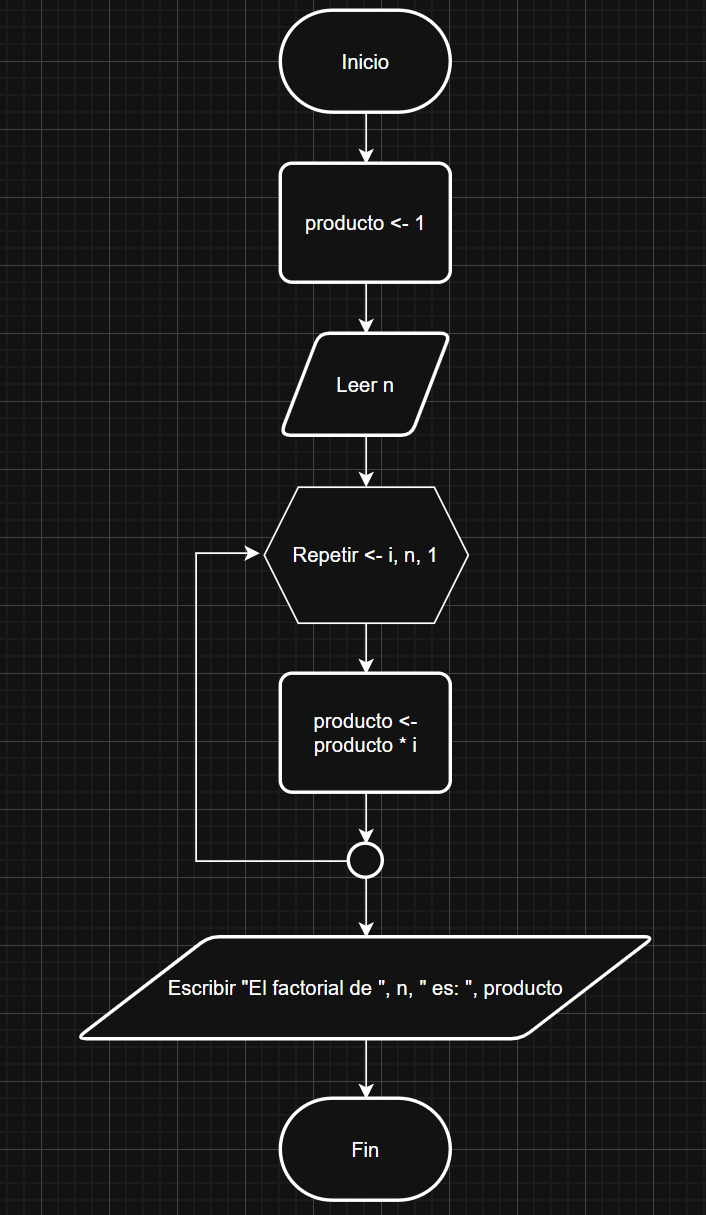 Inicio
producto <- 1
Leer n
Repetir <- i, n, 1
producto <-
producto * i
Escribir "El factorial de ", n, " es: ", producto
Fin